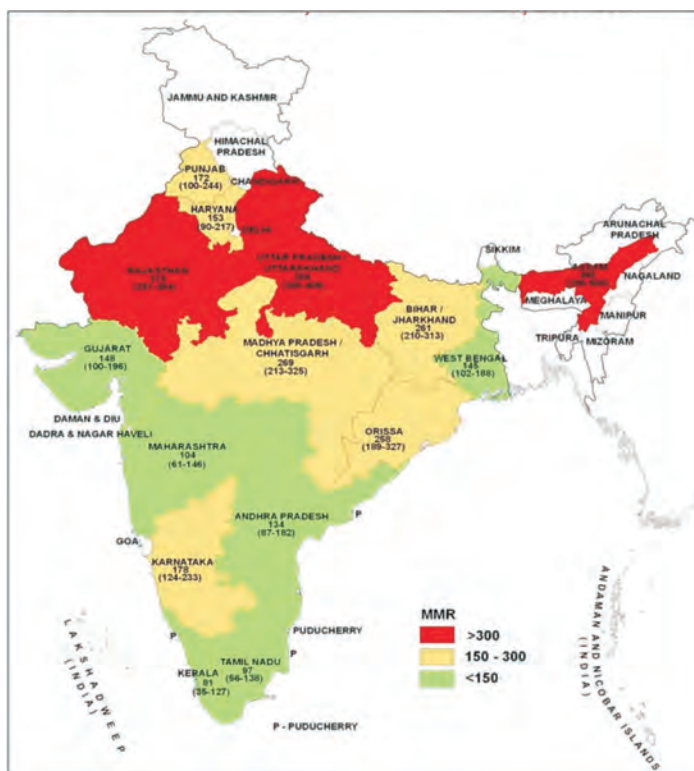 JAMMU AND KASHMIR
HIMACHAL
PRADESH
PUNJAB
172
(100-244)
CHANDIGARH
HARYANA
153
(90-217)
DELHI
RAJASTHAN
UTTAR PRADESH
UTTARAKHAND
SIKKIM
ARUNACHAL
PRADESH
ASSAM
NAGALAND
MEGHALAYA
MANIPUR
TRIPURA
MIZORAM
BIHAR /
JHARKHAND
261
(210-313)
GUJARAT
148
(100-196)
MADHYA PRADESH /
CHHATISGARH
269
(213-325)
WEST BENGAL
145
(102-188)
DAMAN & DIU
DADRA & NAGAR HAVELI
MAHARASHTRA
104
(61-146)
ORISSA
258
(189-327)
ANDHRA PRADESH
134
(87-182)
P
GOA
KARNATAKA
178
(124-233)
P
PUDUCHERRY
P
KERALA
81
(35-127)
TAMIL NADU
97
(56-138)
P - PUDUCHERRY
LAKSHADWEEP
(INDIA)
ANDAMAN AND NICOBAR ISLANDS
(INDIA)
MMR
>300
150 - 300
<150